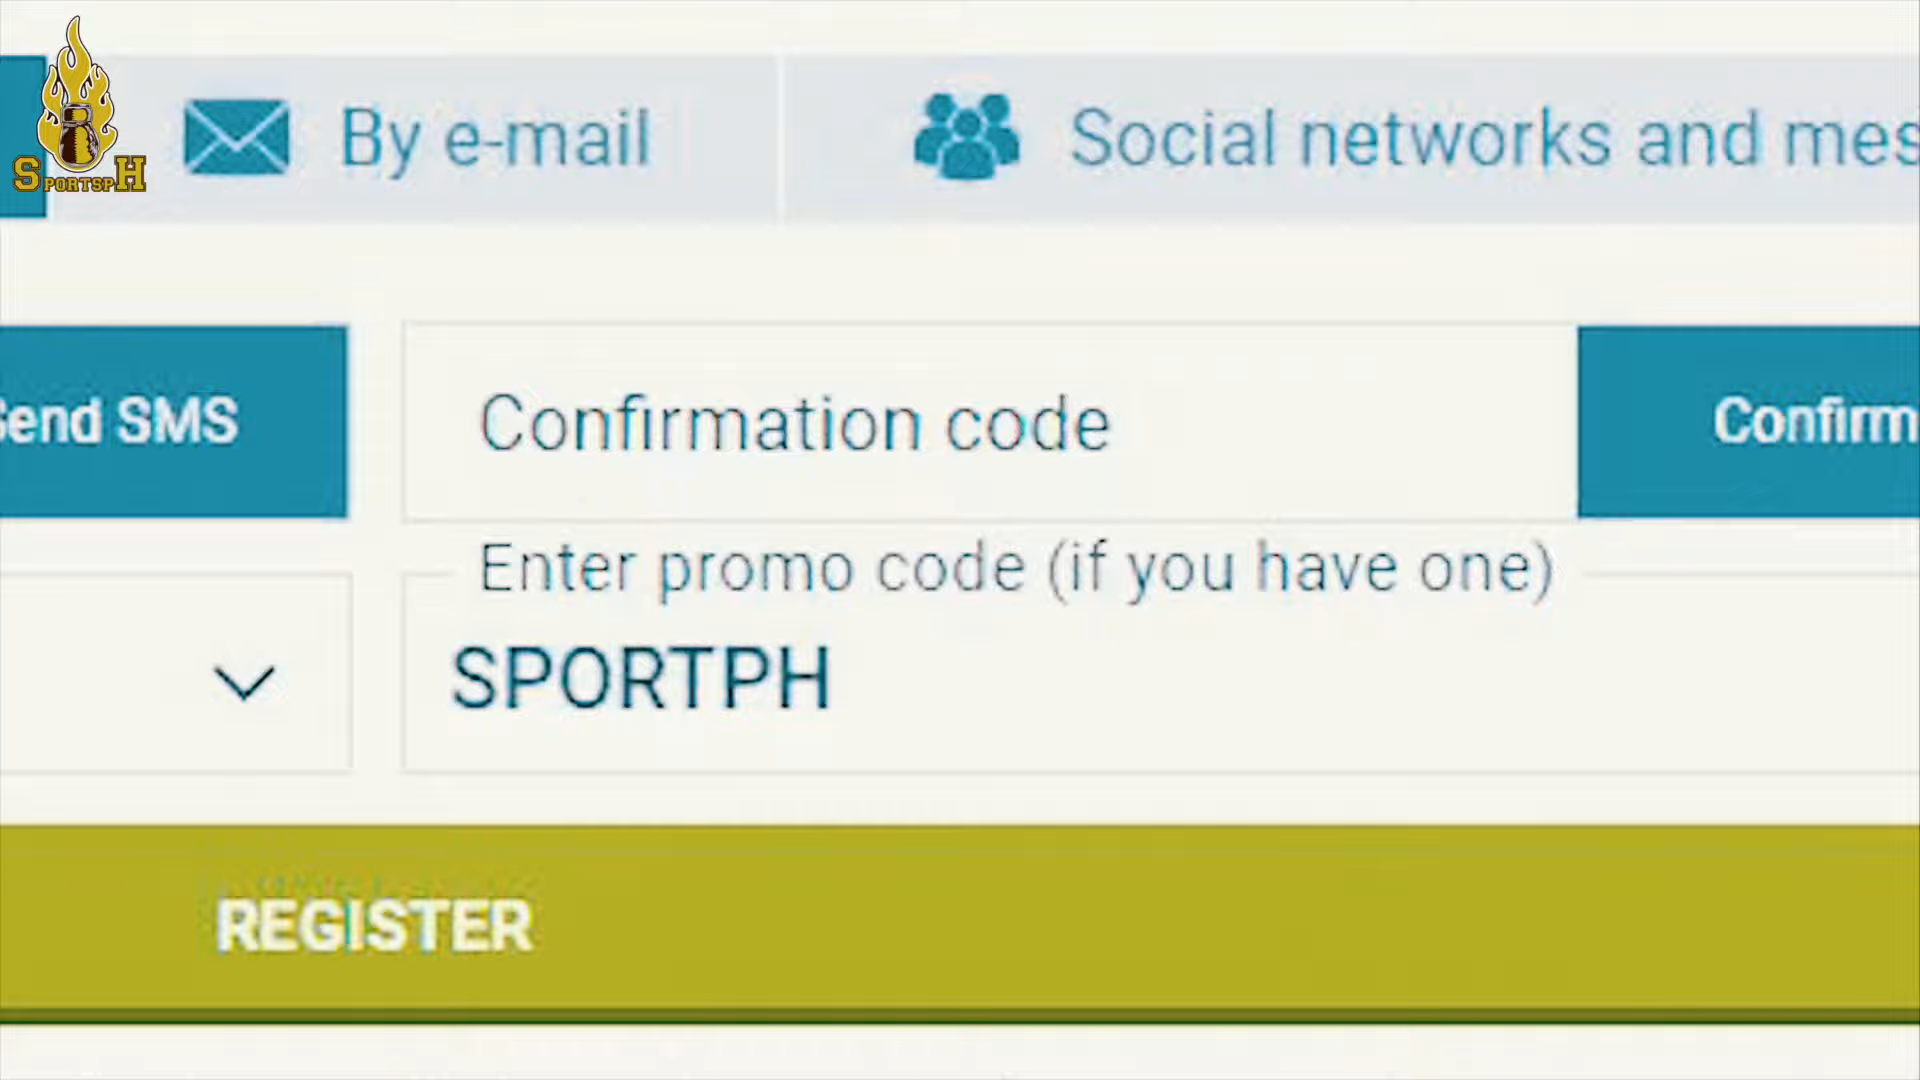 SPORTSPH
By e-mail
Social networks and mes
Send SMS
Confirmation code
Confirm
Enter promo code (if you have one)
SPORTPH
REGISTER